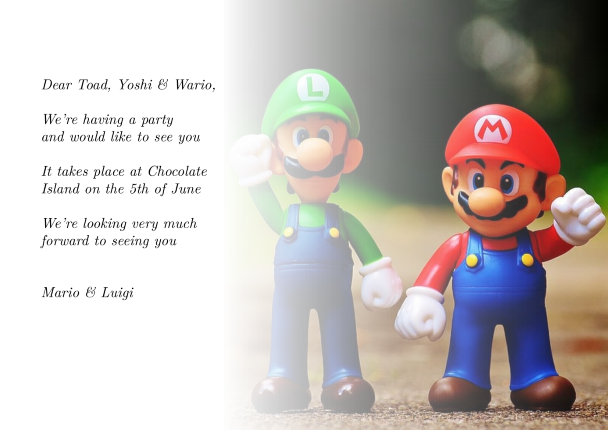 Dear Toad, Yoshi & Wario,
We're having a party
and would like to see you
It takes place at Chocolate
Island on the 5th of June
We're looking very much
forward to seeing you
Mario & Luigi
L
M